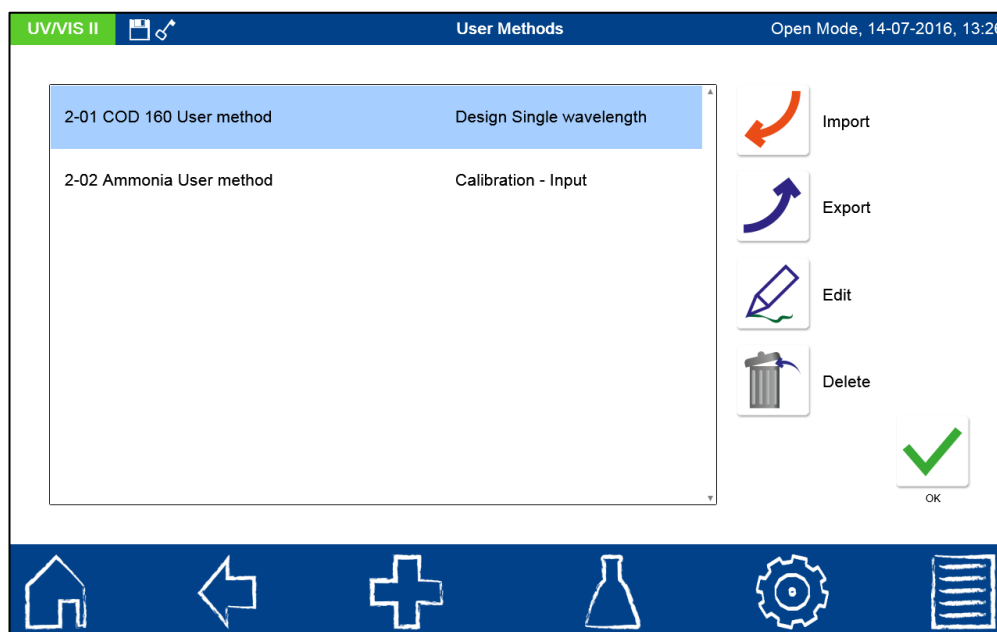 UV/VIS II User Methods Open Mode, 14-07-2016, 13:26
2-01 COD 160 User method Design Single wavelength
2-02 Ammonia User method Calibration - Input
Import
Export
Edit
Delete
OK